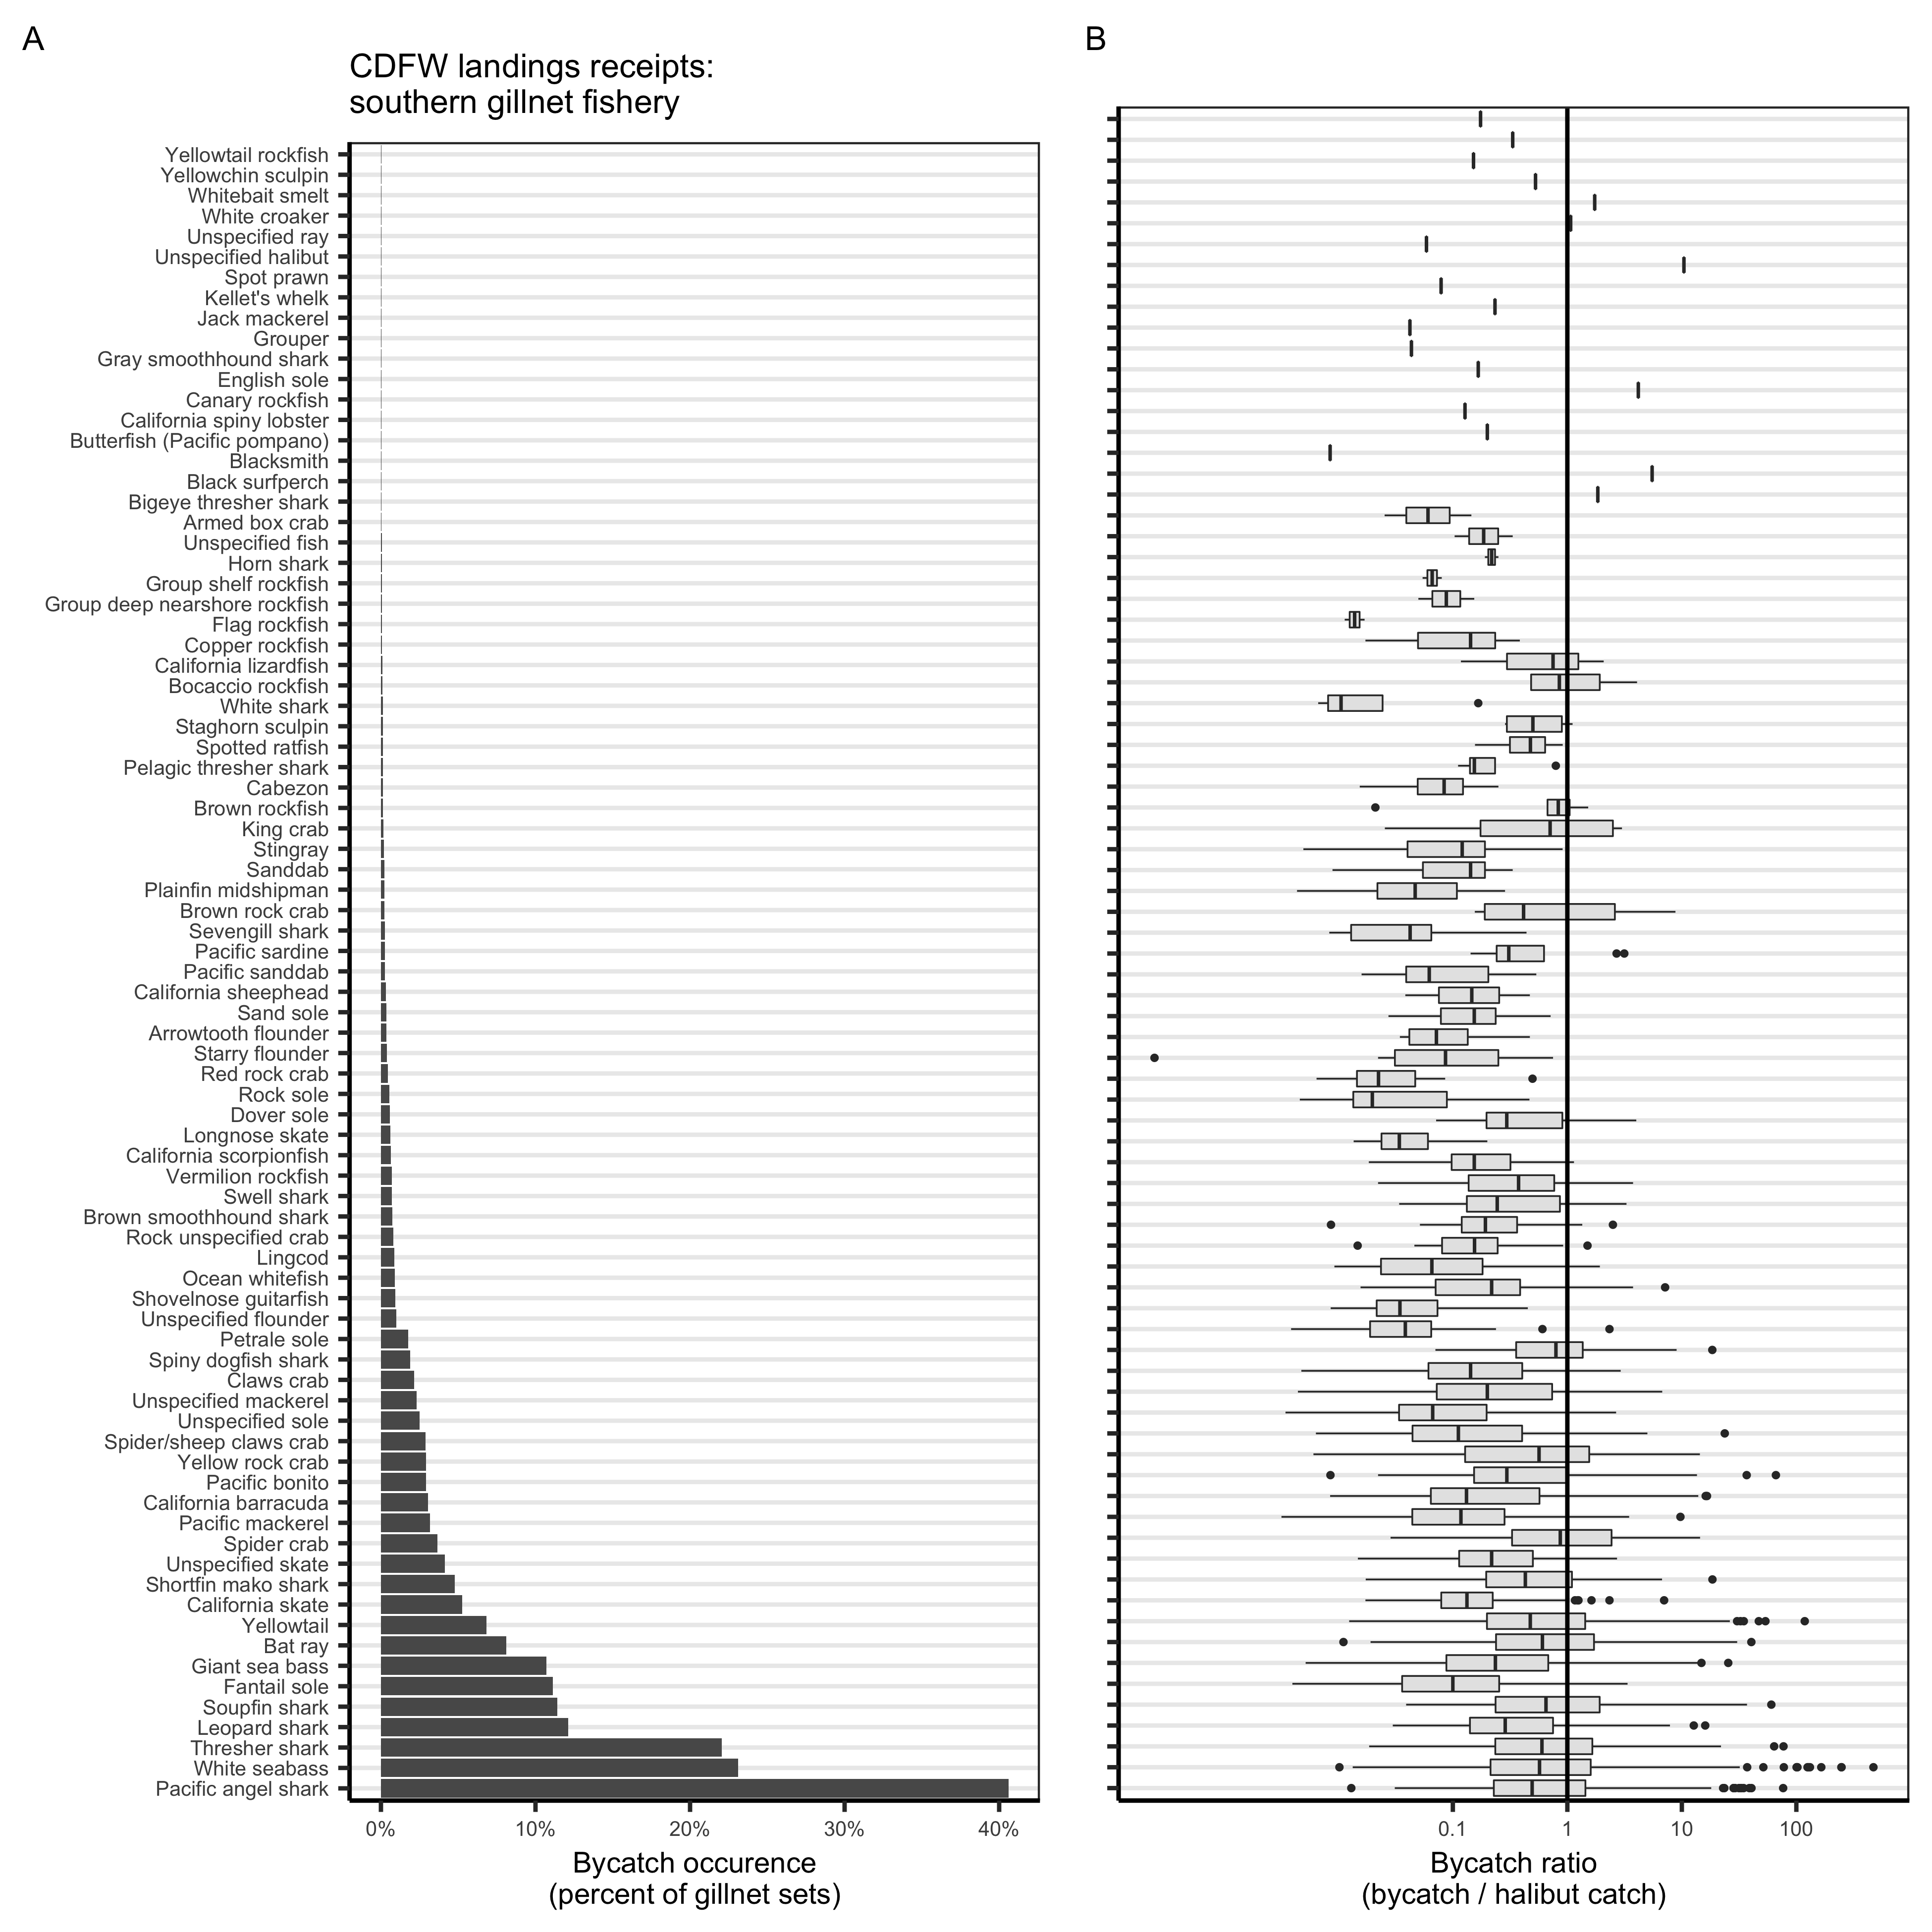 A
CDFW landings receipts:
southern gillnet fishery
Yellowtail rockfish
Yellowchin sculpin
Whitebait smelt
White croaker
Unspecified ray
Unspecified halibut
Spot prawn
Kellet's whelk
Jack mackerel
Grouper
Gray smoothhound shark
English sole
Canary rockfish
California spiny lobster
Butterfish (Pacific pompano)
Blacksmith
Black surfperch
Bigeye thresher shark
Armed box crab
Unspecified fish
Horn shark
Group shelf rockfish
Group deep nearshore rockfish
Flag rockfish
Copper rockfish
California lizardfish
Bocaccio rockfish
White shark
Staghorn sculpin
Spotted ratfish
Pelagic thresher shark
Cabezon
Brown rockfish
King crab
Stingray
Sanddab
Plainfin midshipman
Brown rock crab
Sevengill shark
Pacific sardine
Pacific sanddab
California sheephead
Sand sole
Arrowtooth flounder
Starry flounder
Red rock crab
Rock sole
Dover sole
Longnose skate
California scorpionfish
Vermilion rockfish
Swell shark
Brown smoothhound shark
Rock unspecified crab
Lingcod
Ocean whitefish
Shovelnose guitarfish
Unspecified flounder
Petrale sole
Spiny dogfish shark
Claws crab
Unspecified mackerel
Unspecified sole
Spider/sheep claws crab
Yellow rock crab
Pacific bonito
California barracuda
Pacific mackerel
Spider crab
Unspecified skate
Shortfin mako shark
California skate
Yellowtail
Bat ray
Giant sea bass
Fantail sole
Soupfin shark
Leopard shark
Thresher shark
White seabass
Pacific angel shark
0% 10% 20% 30% 40%
Bycatch occurence
(percent of gillnet sets)
B
0.1 1 10 100
Bycatch ratio
(bycatch / halibut catch)